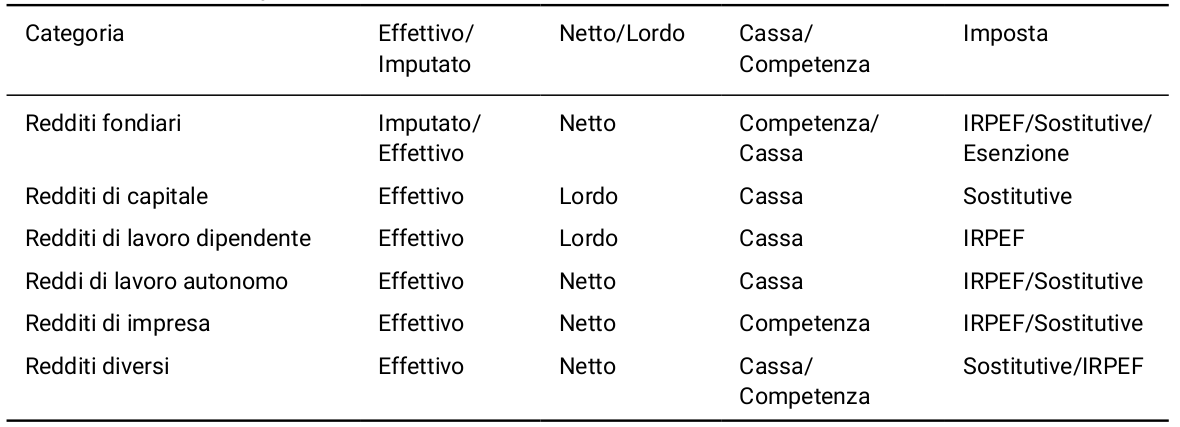 Categoria Effettivo/ Netto/Lordo Cassa/ Imposta
Imputato Competenza
Redditi fondiari Imputato/ Netto Competenza/ IRPEF/Sostitutive/
Effettivo Cassa Esenzione
Redditi di capitale Effettivo Lordo Cassa Sostitutive
Redditi di lavoro dipendente Effettivo Lordo Cassa IRPEF
Reddi di lavoro autonomo Effettivo Netto Cassa IRPEF/Sostitutive
Redditi di impresa Effettivo Netto Competenza IRPEF/Sostitutive
Redditi diversi Effettivo Netto Cassa/ Sostitutive/IRPEF
Competenza